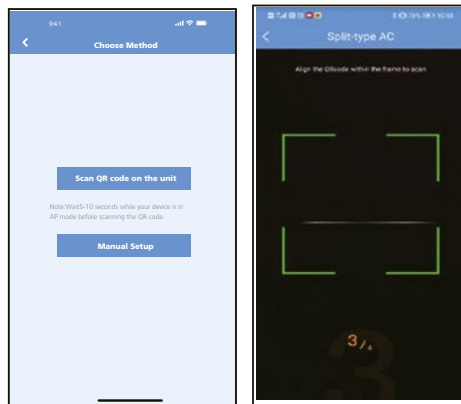 9:41
Choose Method
Scan QR code on the unit
Note:Wait5-10 seconds while your device is in
AP mode before scanning the QR code.
Manual Setup
Split-type AC
Align the QRcode within the frame to scan
3/4
3